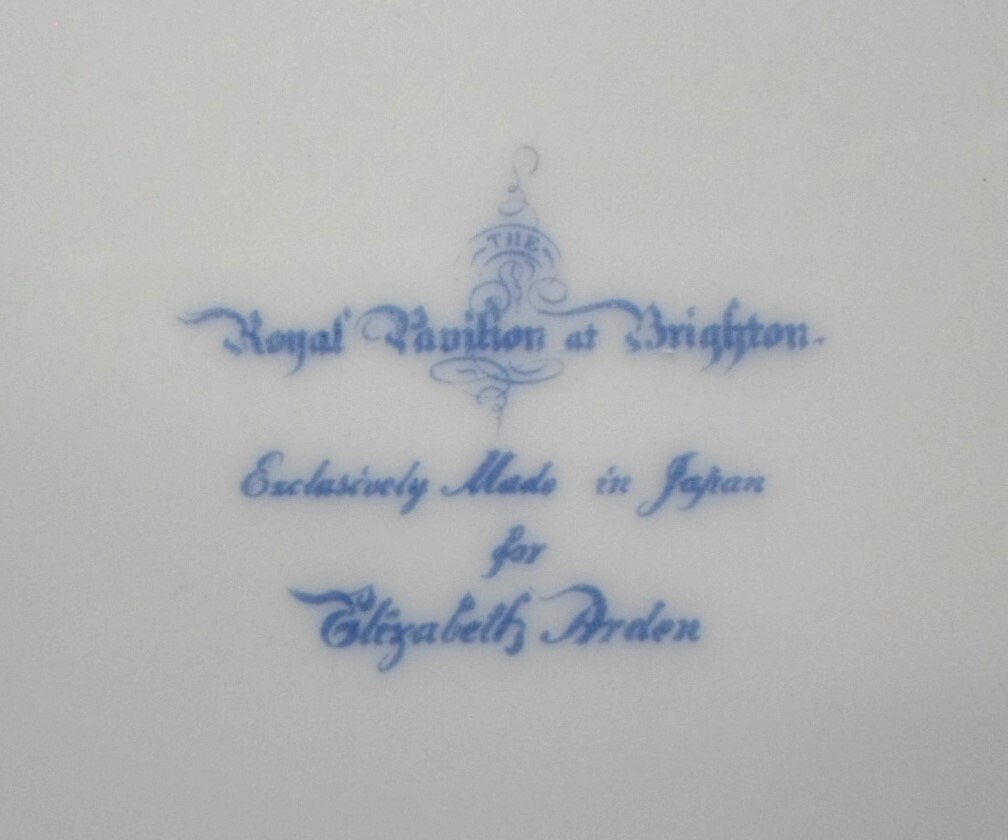 THE
Royal Pavilion at Brighton.
Exclusively Made in Japan
for
Elizabeth Arden